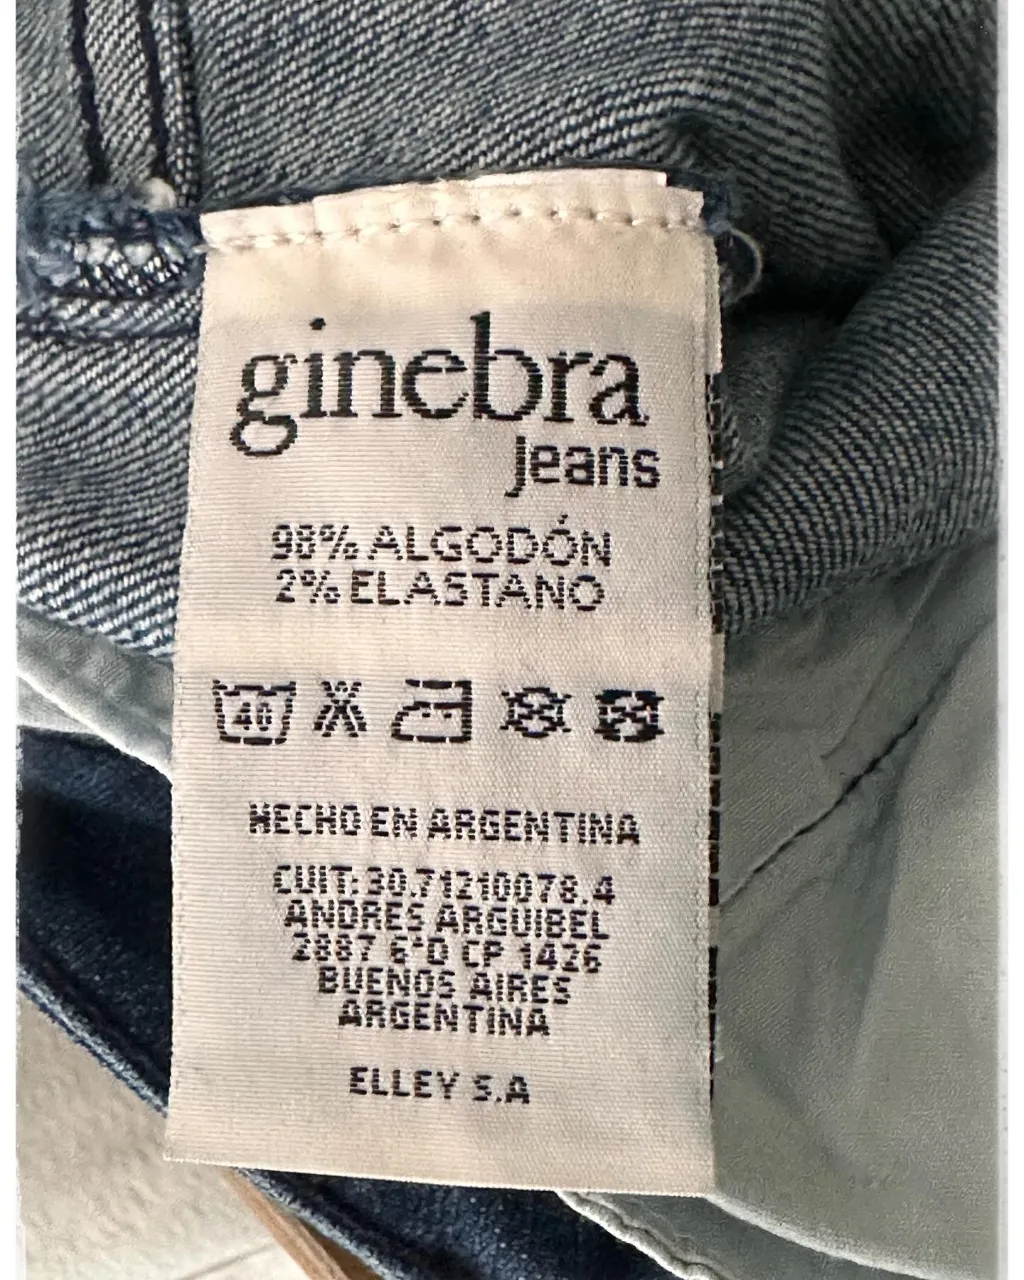 ginebra
Jeans
98% ALGODÓN
2% ELASTANO
40
HECHO EN ARGENTINA
CUIT: 30.71210078.4
ANDRES ARGUIBEL
2887 6°D CP 1426
BUENOS AIRES
ARGENTINA
ELLEY S.A